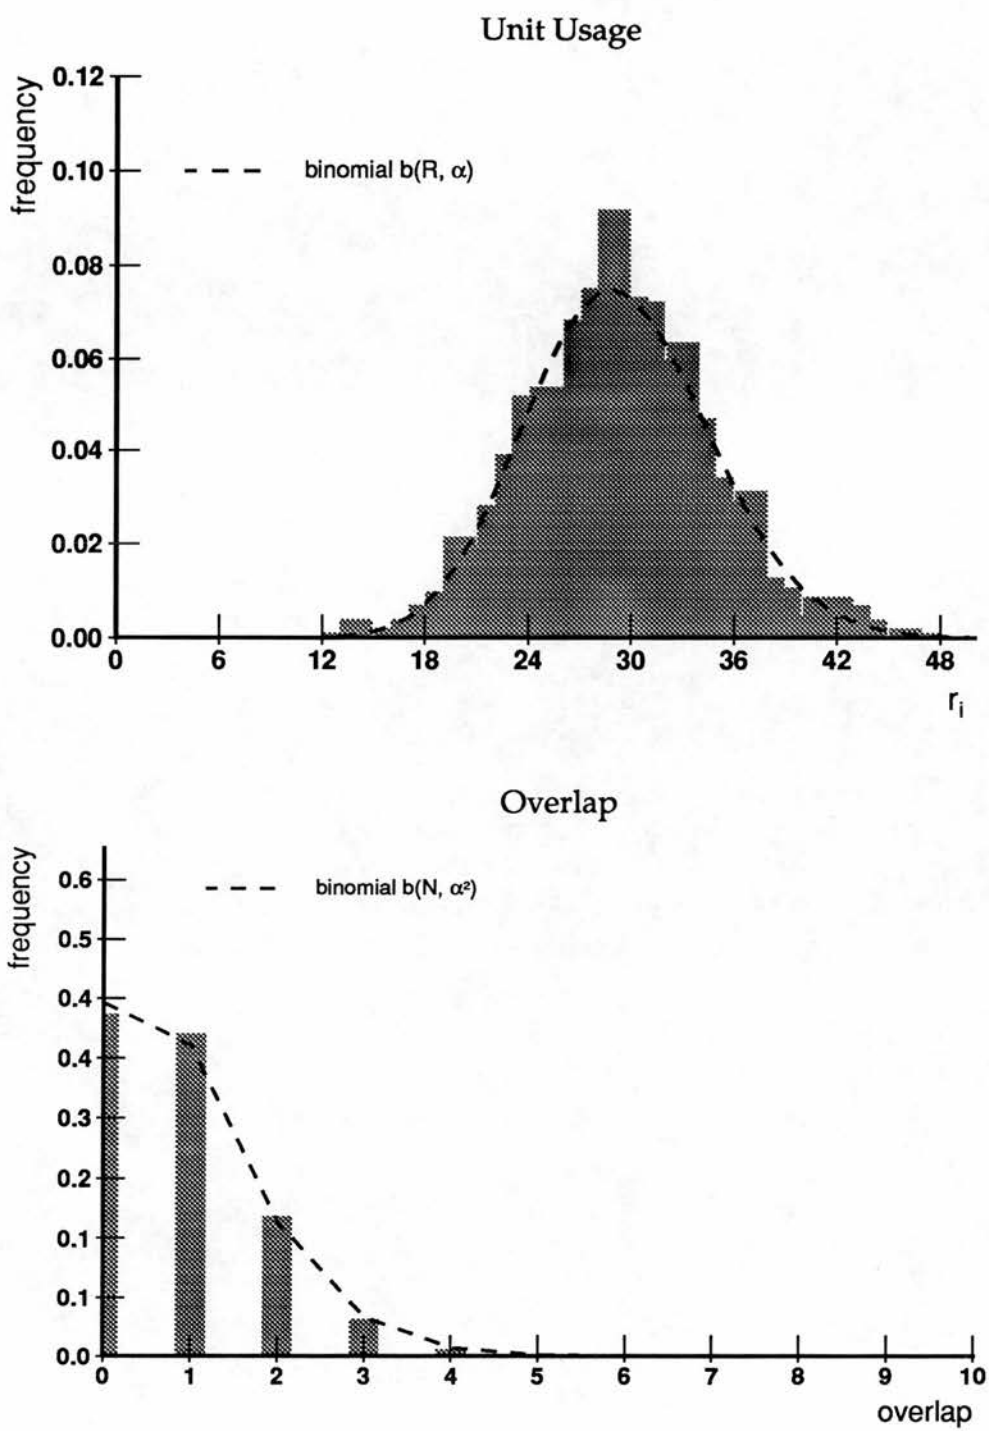 Unit Usage
frequency
0.12
0.10
0.08
0.06
0.04
0.02
0.00
binomial b(R, α)
0 6 12 18 24 30 36 42 48
rᵢ
Overlap
frequency
0.6
0.5
0.4
0.4
0.3
0.2
0.1
0.1
0.0
binomial b(N, α²)
0 1 2 3 4 5 6 7 8 9 10
overlap